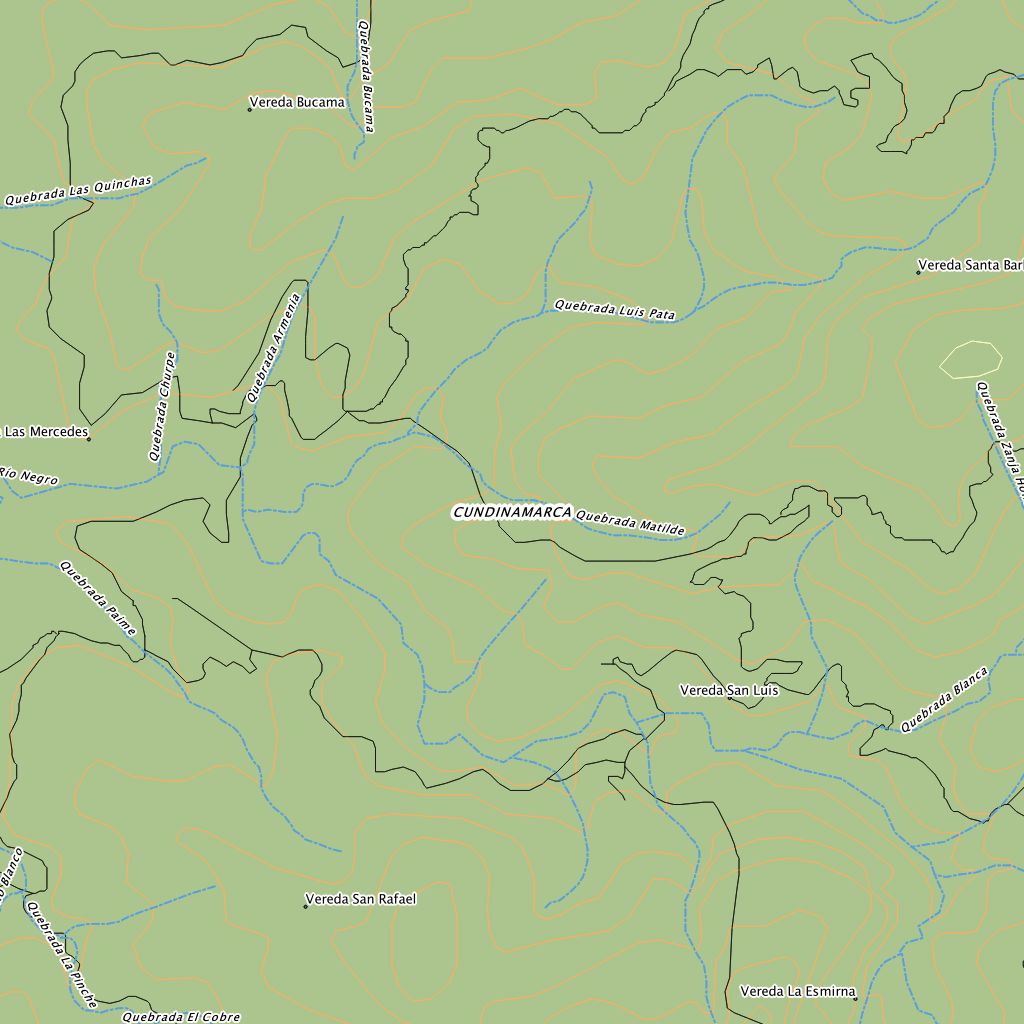 Quebrada Bucama
Vereda Bucama
Quebrada Las Quinchas
Vereda Santa Bar
Quebrada Armenia
Quebrada Luis Pata
Quebrada Churpe
Quebrada Zanja Hon
Las Mercedes
Río Negro
CUNDINAMARCA
Quebrada Matilde
Quebrada Paime
Quebrada Blanca
Vereda San Luis
Blanco
Vereda San Rafael
Quebrada La Pinche
Vereda La Esmirna
Quebrada El Cobre